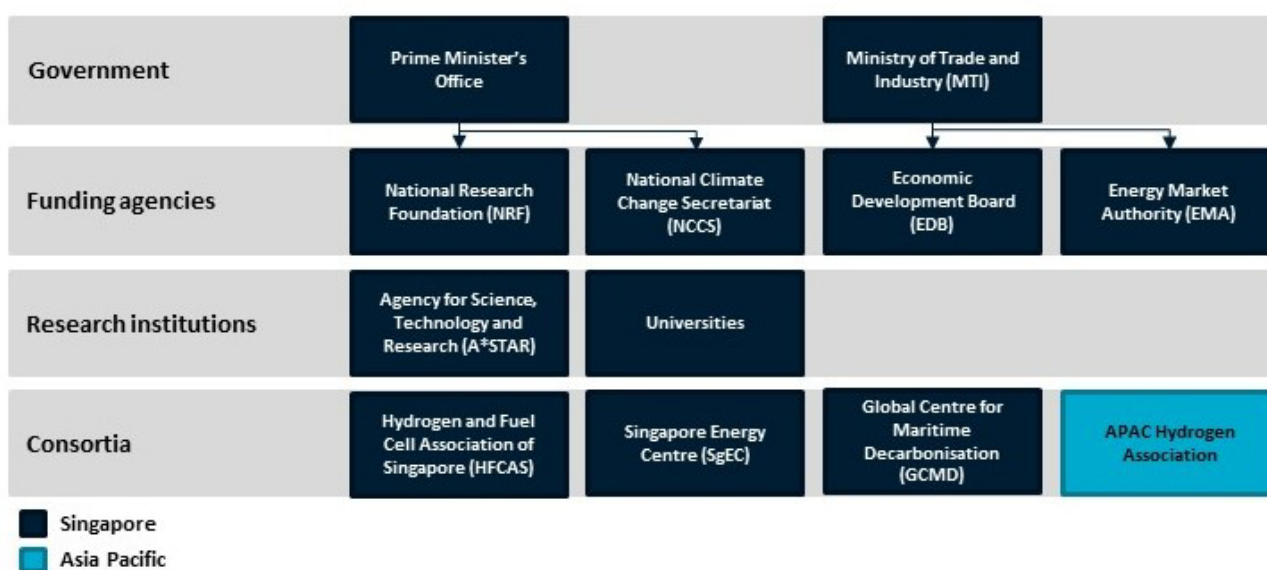 Government
Prime Minister's
Office
Ministry of Trade and
Industry (MTI)
Funding agencies
National Research
Foundation (NRF)
National Climate
Change Secretariat
(NCCS)
Economic
Development Board
(EDB)
Energy Market
Authority (EMA)
Research institutions
Agency for Science,
Technology and
Research (A*STAR)
Universities
Consortia
Hydrogen and Fuel
Cell Association of
Singapore (HFCAS)
Singapore Energy
Centre (SgEC)
Global Centre for
Maritime
Decarbonisation
(GCMD)
APAC Hydrogen
Association
Singapore
Asia Pacific